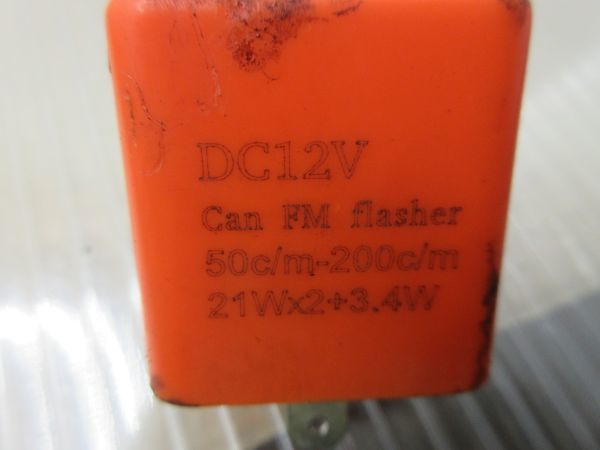 DC12V
Can FM flasher
50c/m-200c/m
21Wx2+3.4W